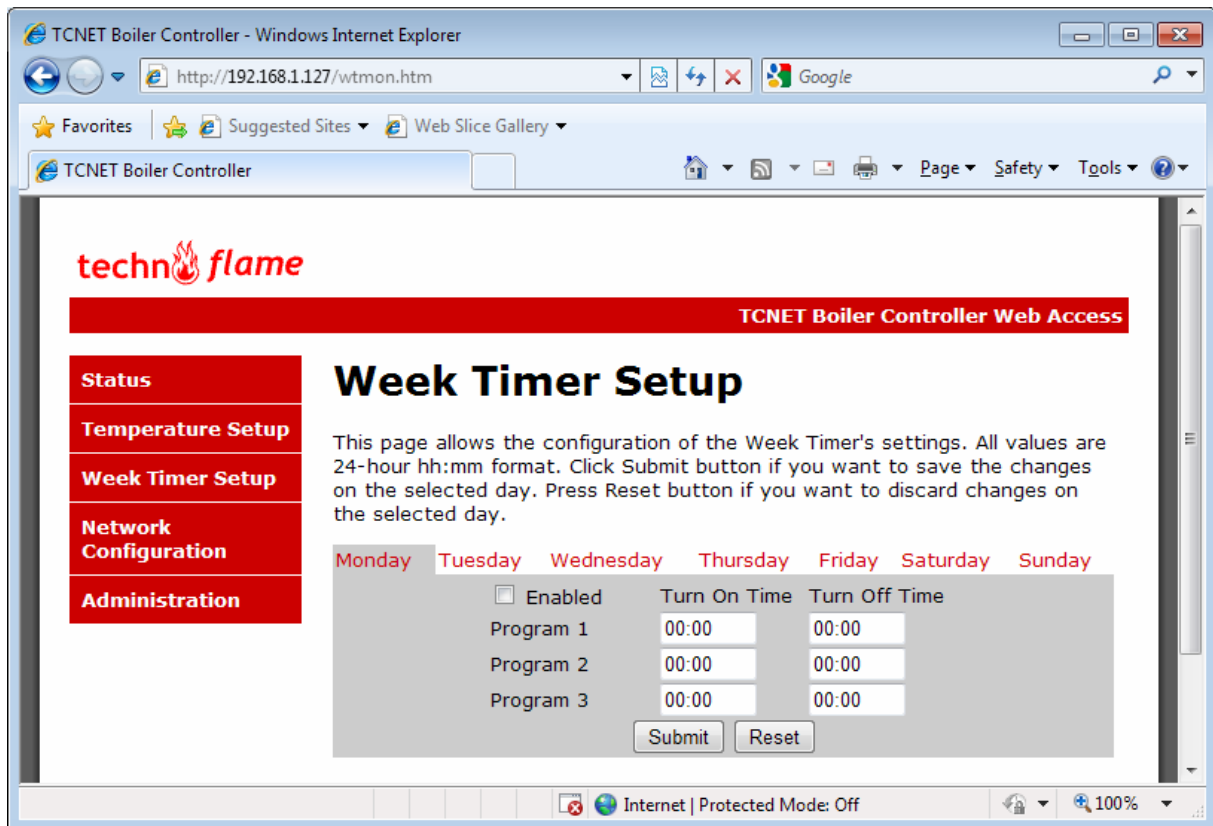 TCNET Boiler Controller - Windows Internet Explorer
http://192.168.1.127/wtmon.htm
Google
Favorites Suggested Sites Web Slice Gallery
TCNET Boiler Controller
Page Safety Tools
techn flame
TCNET Boiler Controller Web Access
Status
Temperature Setup
Week Timer Setup
Network
Configuration
Administration
Week Timer Setup
This page allows the configuration of the Week Timer's settings. All values are
24-hour hh:mm format. Click Submit button if you want to save the changes
on the selected day. Press Reset button if you want to discard changes on
the selected day.
Monday Tuesday Wednesday Thursday Friday Saturday Sunday
Enabled Turn On Time Turn Off Time
Program 1 00:00 00:00
Program 2 00:00 00:00
Program 3 00:00 00:00
Submit Reset
Internet | Protected Mode: Off 100%